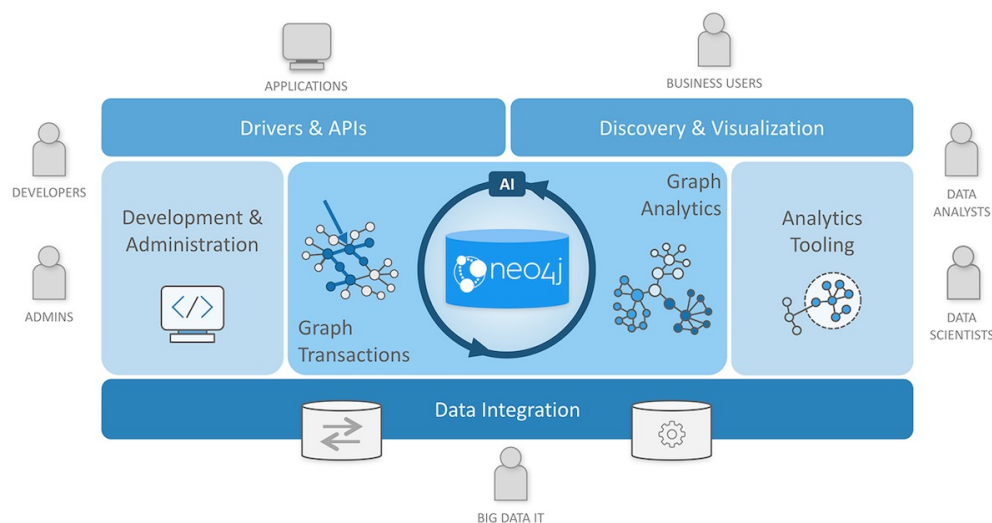 APPLICATIONS
BUSINESS USERS
Drivers & APIs
Discovery & Visualization
DEVELOPERS
DATA
ANALYSTS
Development &
Administration
AI
Graph
Analytics
Analytics
Tooling
neo4j
</>
ADMINS
DATA
SCIENTISTS
Graph
Transactions
Data Integration
BIG DATA IT